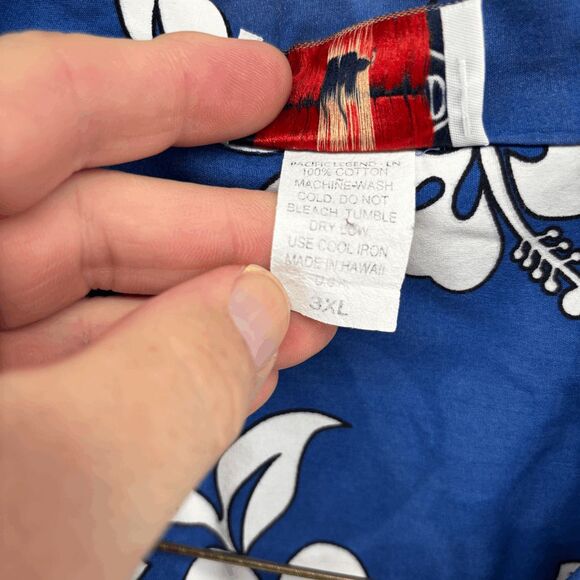 PACIFIC LEGEND - LN
100% COTTON
MACHINE-WASH
COLD. DO NOT
BLEACH. TUMBLE
DRY LOW.
USE COOL IRON
MADE IN HAWAII
U.S.A
3XL